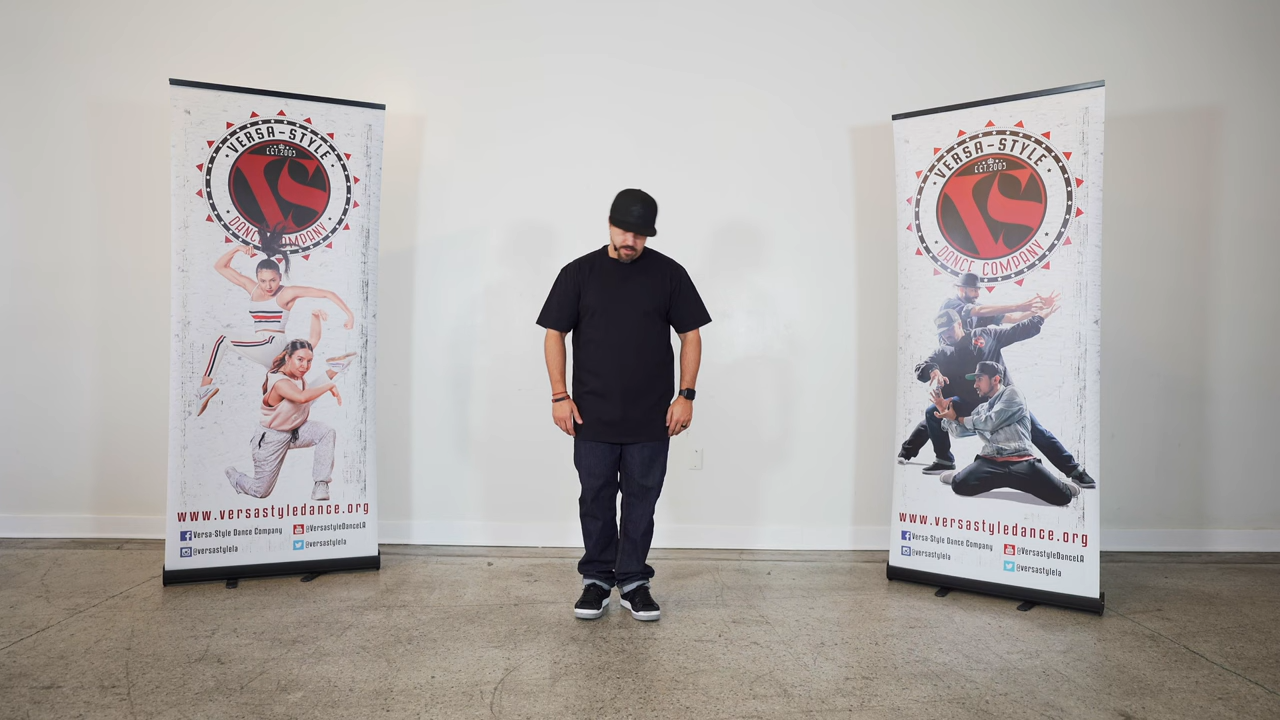 VERSA-STYLE
EST.2005
VS
DANCE COMPANY
www.versastyledance.org
Versa-Style Dance Company
@VersastyleDanceLA
@versastylela
@versastylela
VERSA-STYLE
EST.2005
VS
DANCE COMPANY
www.versastyledance.org
Versa-Style Dance Company
@VersastyleDanceLA
@versastylela
@versastylela